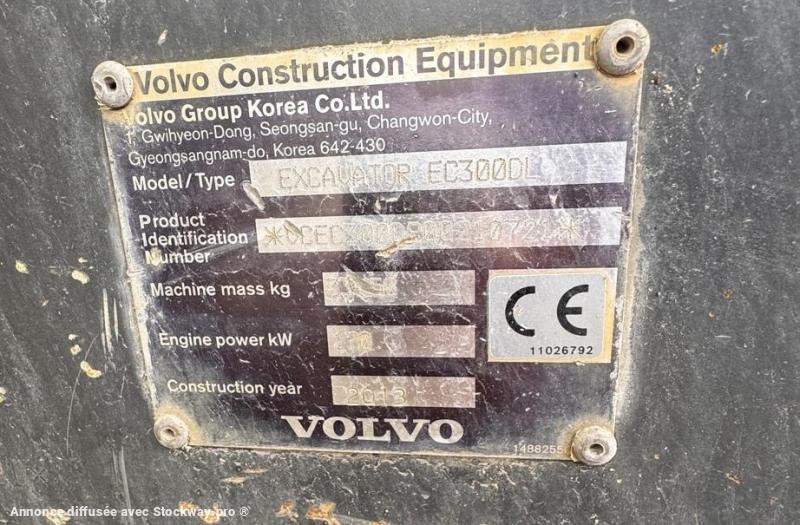 Volvo Construction Equipment
Volvo Group Korea Co.Ltd.
Gwihyeon-Dong, Seongsan-gu, Changwon-City,
Gyeongsangnam-do, Korea 642-430
Model/Type EXCAVATOR EC300DL
Product
Identification
Number
Machine mass kg
Engine power kW
CE
11026792
Construction year 2013
VOLVO
1488255
Annonce diffusée avec Stockway.pro ®